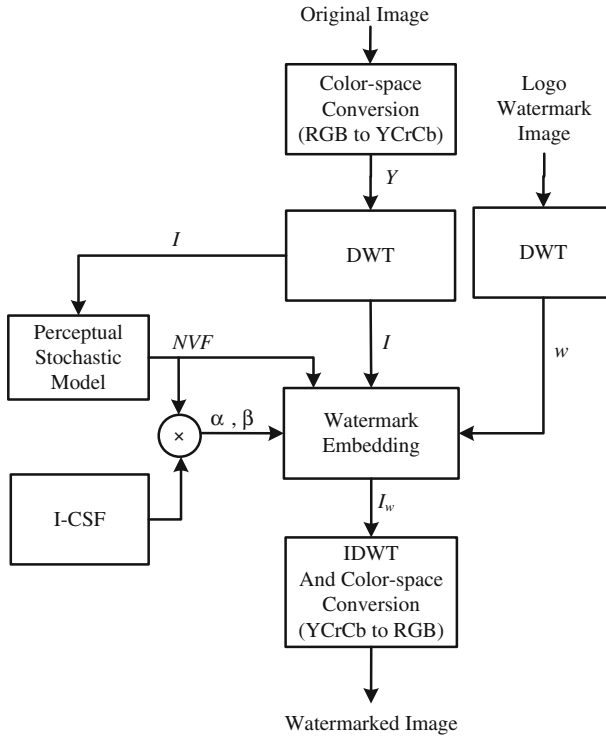 Original Image
Color-space
Conversion
(RGB to YCrCb)
Logo
Watermark
Image
Y
I
DWT
DWT
Perceptual
Stochastic
Model
NVF
I
w
α , β
×
Watermark
Embedding
I-CSF
Iw
IDWT
And Color-space
Conversion
(YCrCb to RGB)
Watermarked Image